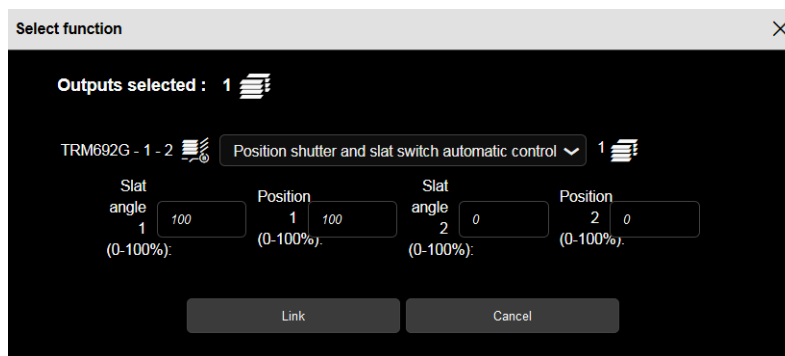 Select function
Outputs selected : 1
TRM692G - 1 - 2 Position shutter and slat switch automatic control 1
Slat
angle
1
(0-100%):
100
Position
1
(0-100%):
100
Slat
angle
2
(0-100%):
0
Position
2
(0-100%):
0
Link Cancel